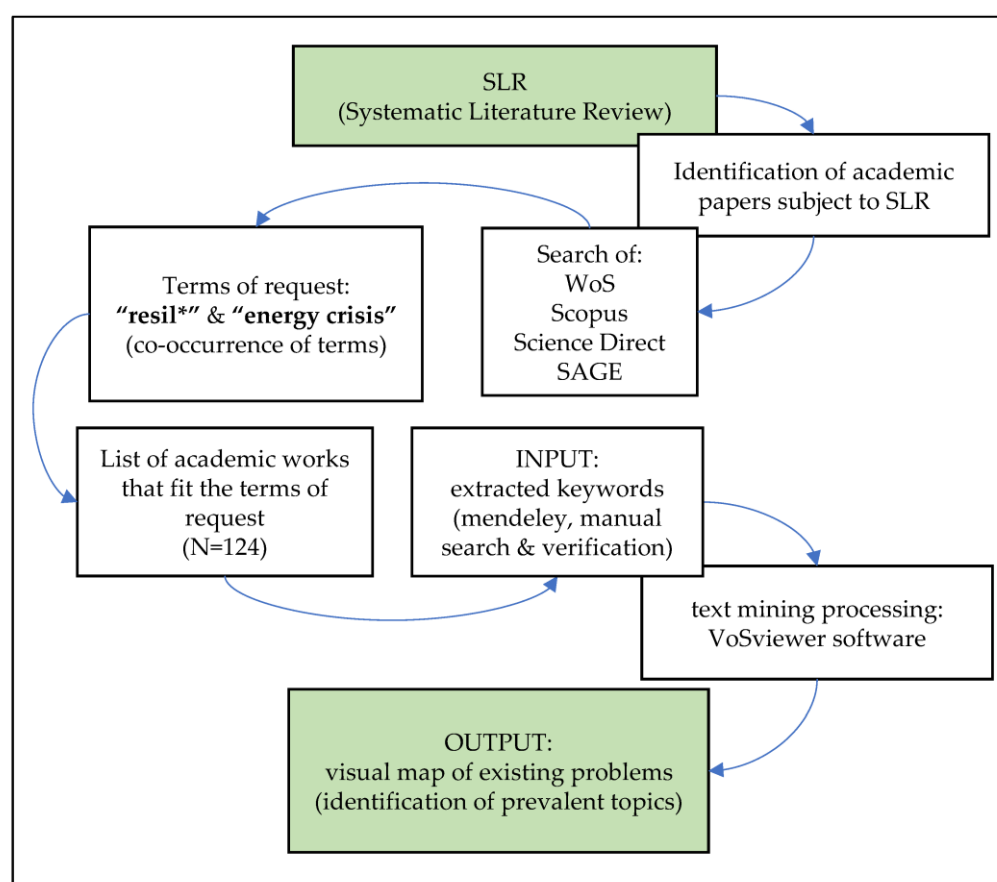 SLR
(Systematic Literature Review)
Identification of academic
papers subject to SLR
Search of:
WoS
Scopus
Science Direct
SAGE
Terms of request:
“resil*” & “energy crisis”
(co-occurrence of terms)
List of academic works
that fit the terms of
request
(N=124)
INPUT:
extracted keywords
(mendeley, manual
search & verification)
text mining processing:
VoSviewer software
OUTPUT:
visual map of existing problems
(identification of prevalent topics)